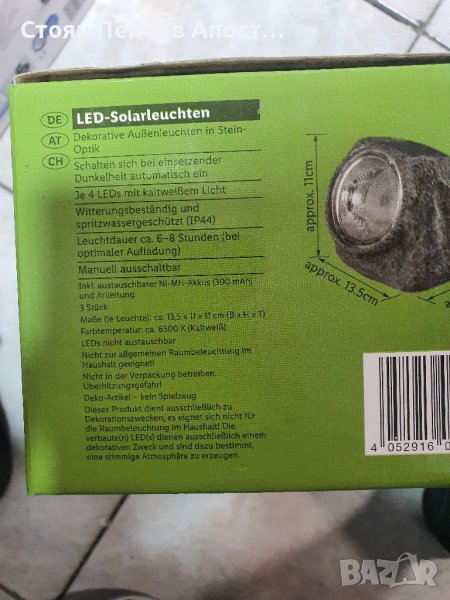 Стоян Пейчев Апост...
DE
LED-Solarleuchten
AT
Dekorative Außenleuchten in Stein-
Optik
CH
Schalten sich bei einsetzender
Dunkelheit automatisch ein
Je 4 LEDs mit kaltweißem Licht
Witterungsbeständig und
spritzwassergeschützt (IP44)
Leuchtdauer ca. 6–8 Stunden (bei
optimaler Aufladung)
Manuell ausschaltbar
Inkl. austauschbarer Ni-MH-Akkus (300 mAh)
und Anleitung
3 Stück
Maße (je Leuchte): ca. 13,5 x 11 x 11 cm (B x H x T)
Farbtemperatur: ca. 6500 K (Kaltweiß)
LEDs nicht austauschbar
Nicht zur allgemeinen Raumbeleuchtung im
Haushalt geeignet!
Nicht in der Verpackung betreiben.
Überhitzungsgefahr!
Deko-Artikel - kein Spielzeug
Dieses Produkt dient ausschließlich zu
Dekorationszwecken, es eignet sich nicht für
die Raumbeleuchtung im Haushalt! Die
verbaute(n) LED(s) dienen ausschließlich einem
dekorativen Zweck und sind dazu bestimmt,
eine stimmige Atmosphäre zu erzeugen.
approx. 11cm
approx. 13.5cm
4 052916 0
BAZAR